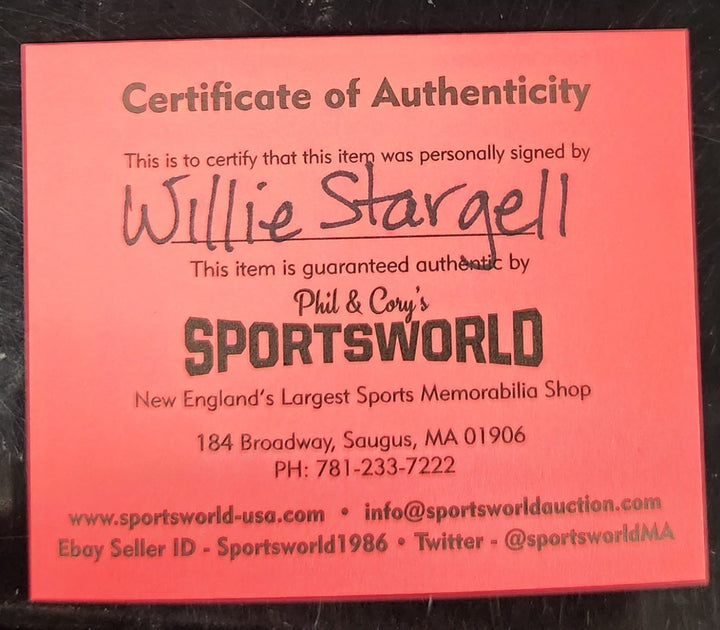 Certificate of Authenticity
This is to certify that this item was personally signed by
Willie Stargell
This item is guaranteed authentic by
Phil & Cory's
SPORTSWORLD
New England's Largest Sports Memorabilia Shop
184 Broadway, Saugus, MA 01906
PH: 781-233-7222
www.sportsworld-usa.com • info@sportsworldauction.com
Ebay Seller ID - Sportsworld1986 • Twitter - @sportsworldMA